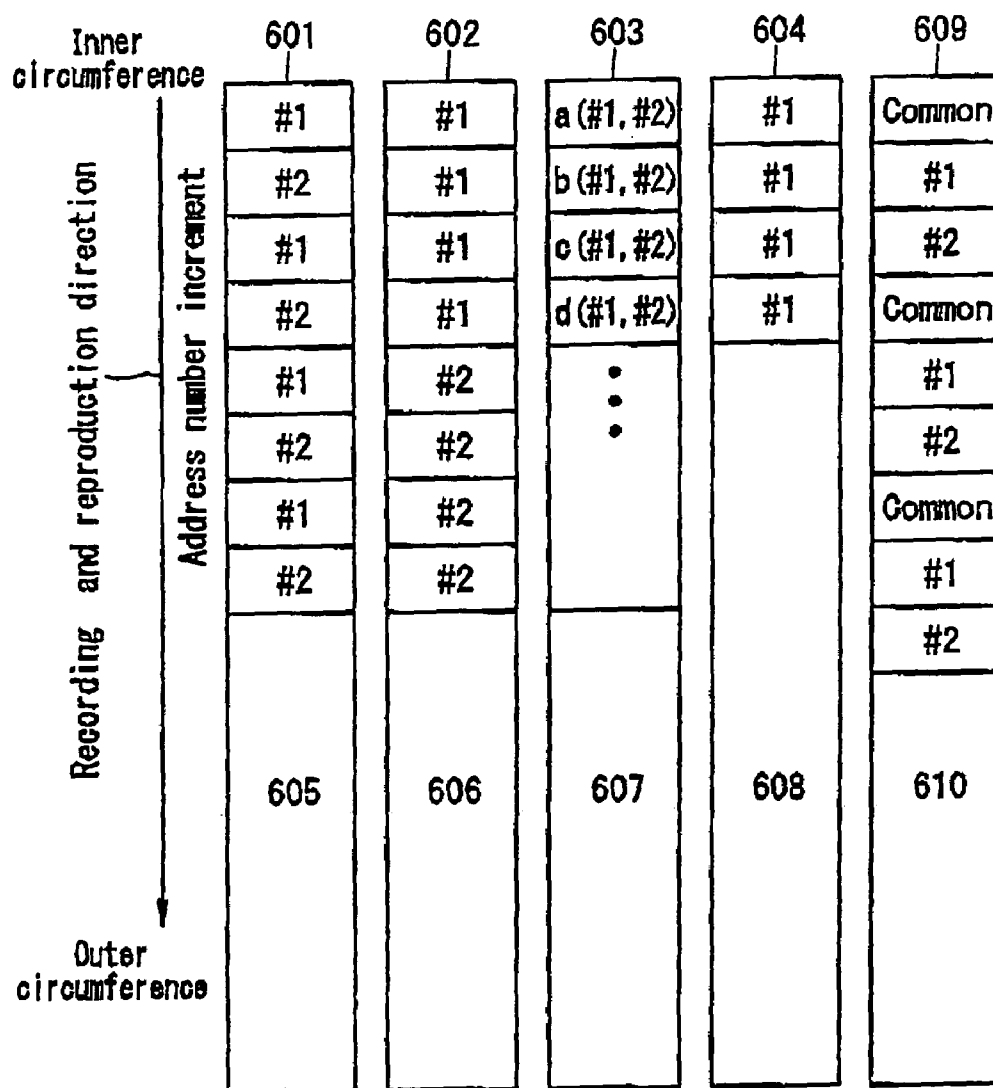 Inner
circumference
601 602 603 604 609
#1 #1 a(#1,#2) #1 Common
#2 #1 b(#1,#2) #1 #1
#1 #1 c(#1,#2) #1 #2
#2 #1 d(#1,#2) #1 Common
#1 #2 #1
#2 #2 #2
#1 #2 Common
#2 #2 #1
#2
605 606 607 608 610
Recording and reproduction direction
Address number increment
Outer
circumference